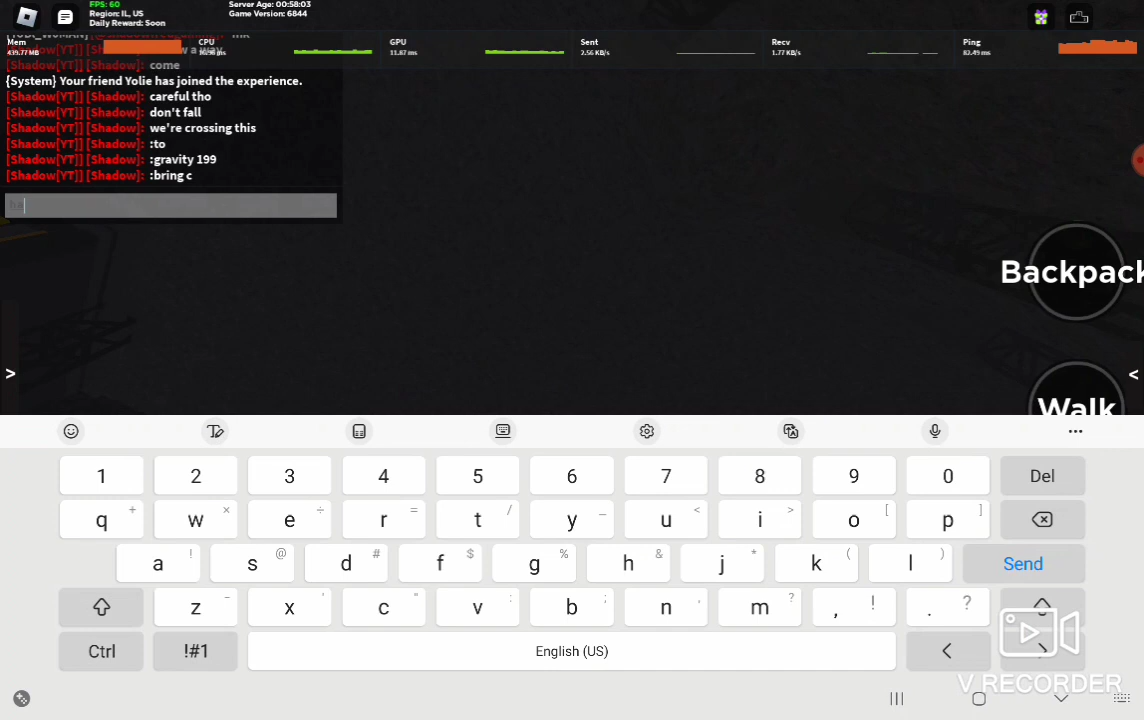 FPS: 60
Region: IL, US
Daily Reward: Soon
Server Age: 00:58:03
Game Version: 6844
Mem
439.77 MB
CPU
GPU
11.87 ms
Sent
2.56 KB/s
Recv
1.77 KB/s
Ping
82.49 ms
come
{System} Your friend Yolie has joined the experience.
[Shadow[YT]] [Shadow]: careful tho
[Shadow[YT]] [Shadow]: don't fall
[Shadow[YT]] [Shadow]: we're crossing this
[Shadow[YT]] [Shadow]: :to
[Shadow[YT]] [Shadow]: :gravity 199
[Shadow[YT]] [Shadow]: :bring c
Backpack
> <
Walk
1 2 3 4 5 6 7 8 9 0 Del
q + w × e ÷ r = t / y _ u < i > o [ p ]
a ! s @ d # f $ g % h & j * k ( l ) Send
z - x ' c " v : b ; n , m ? , ! . ?
Ctrl !#1 English (US) < >
V RECORDER